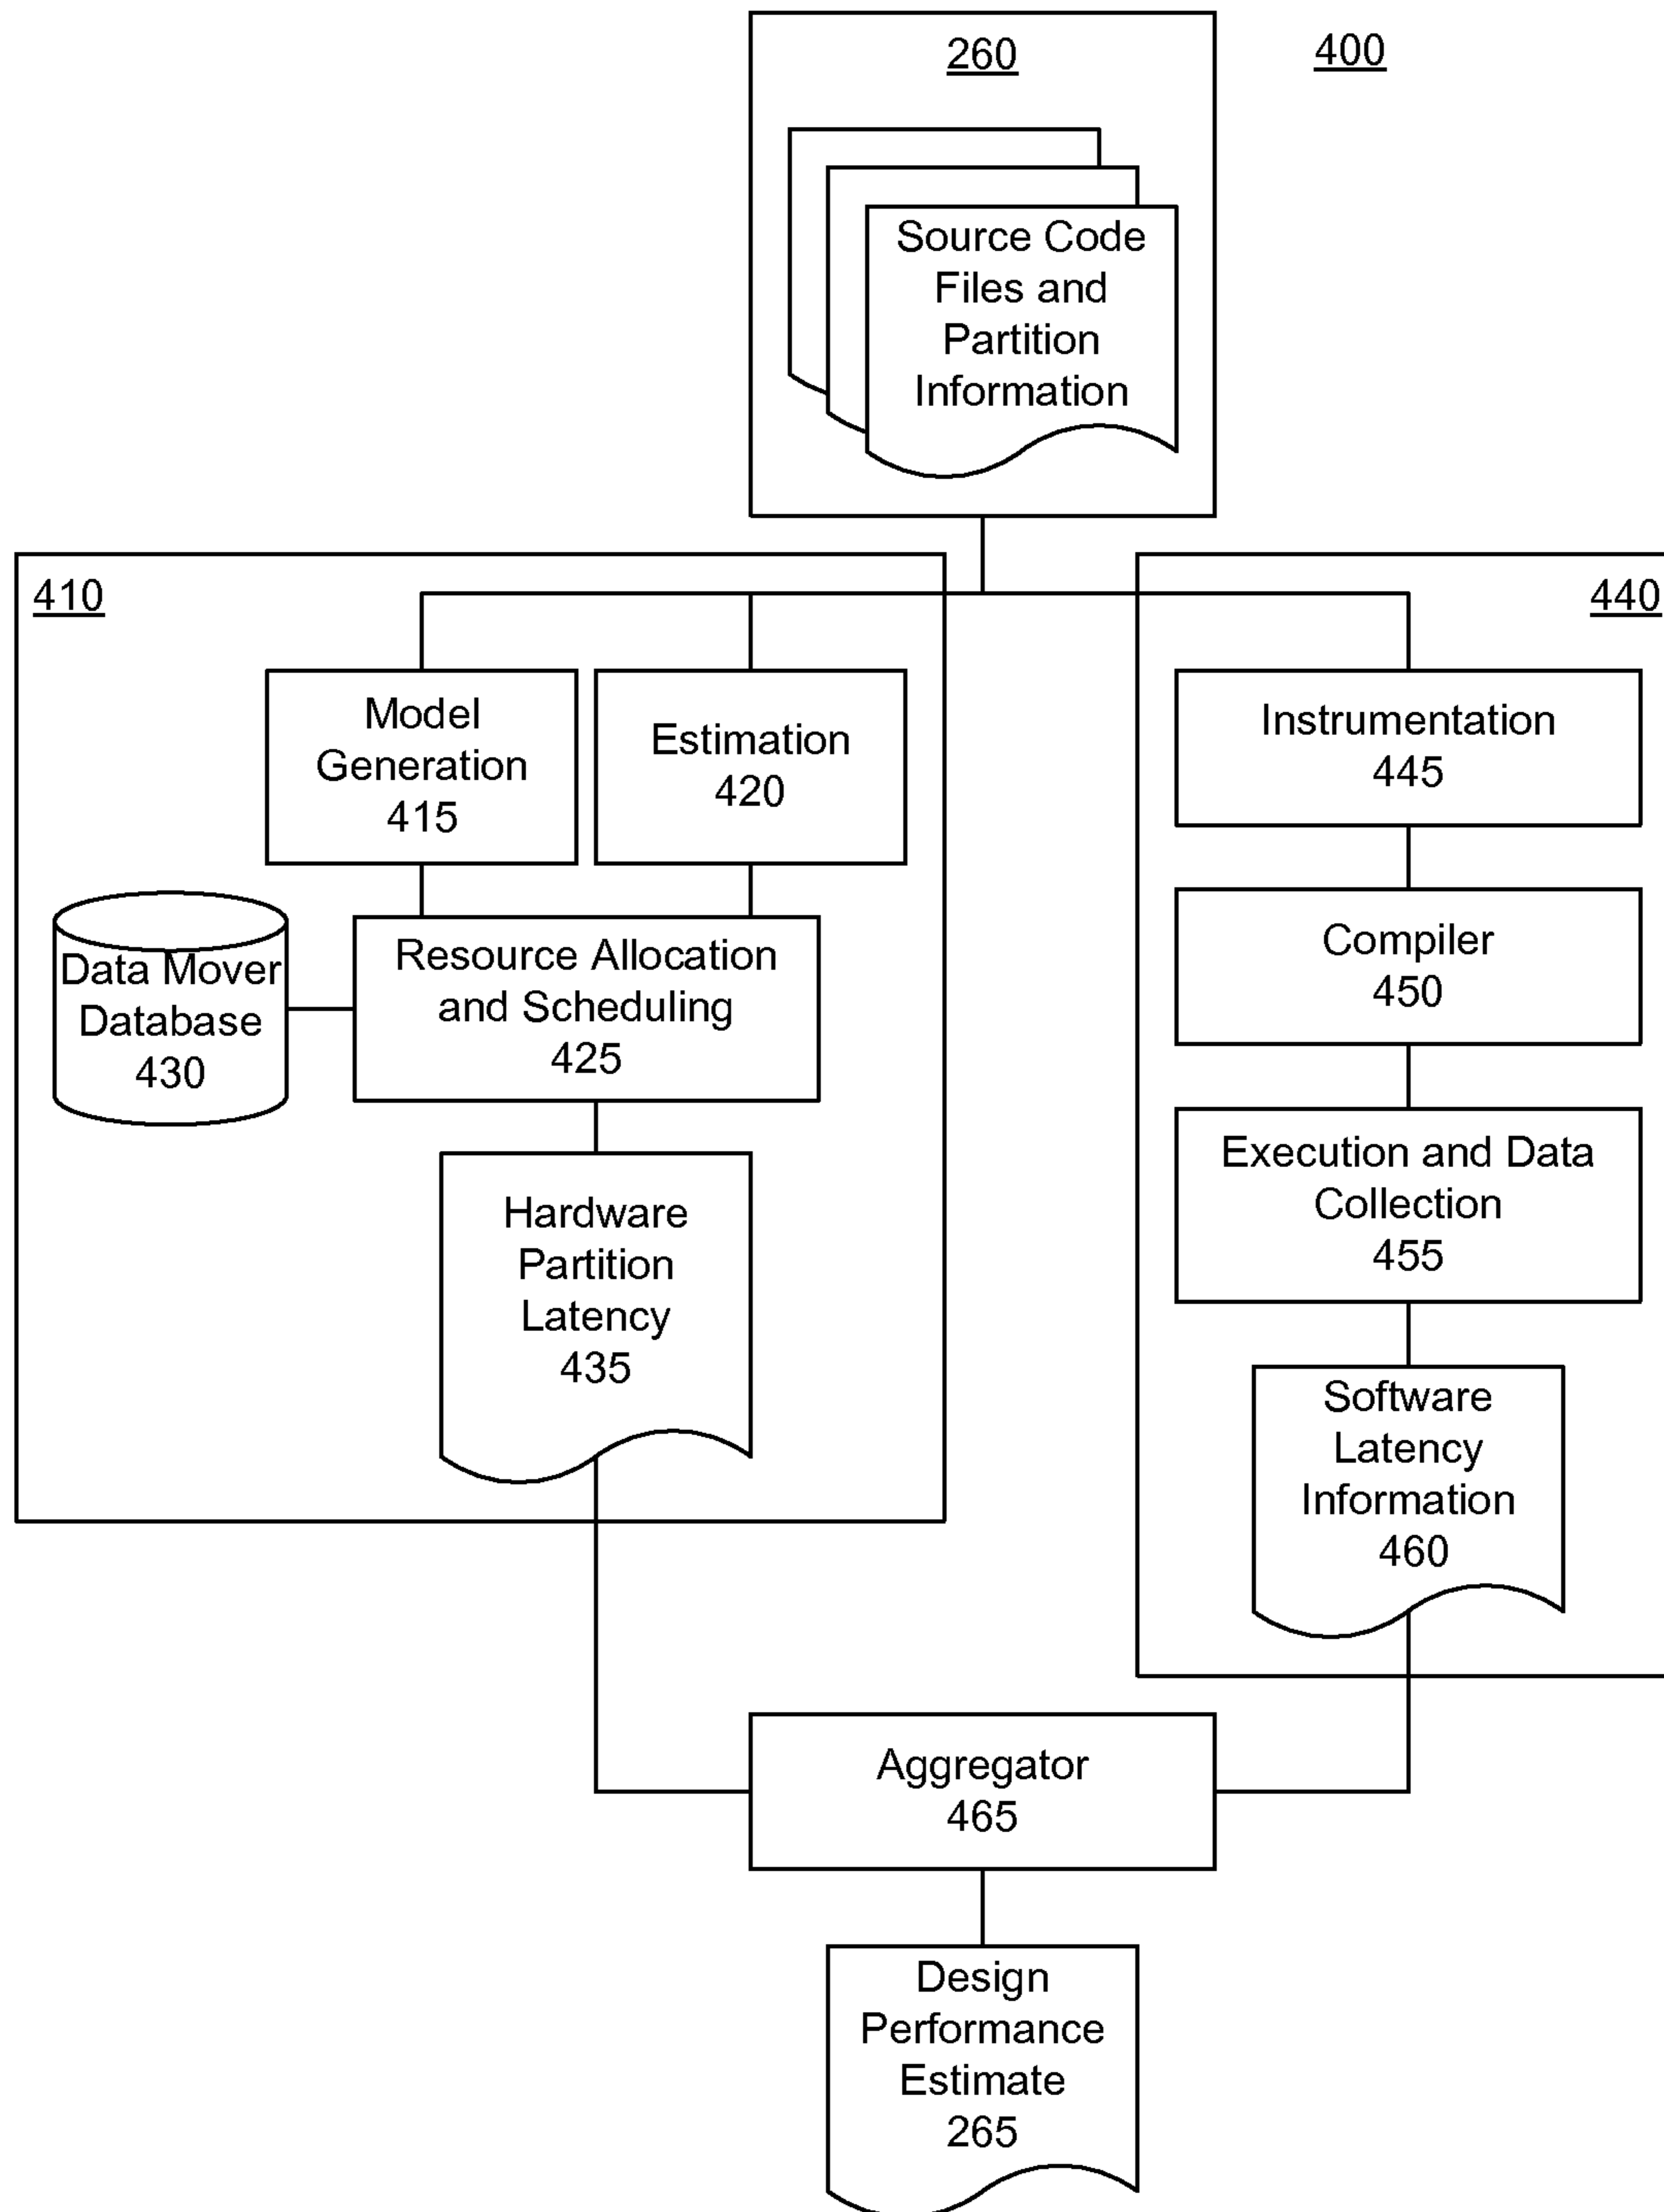 260
400
Source Code
Files and
Partition
Information
410
Model
Generation
415
Estimation
420
Data Mover
Database
430
Resource Allocation
and Scheduling
425
Hardware
Partition
Latency
435
440
Instrumentation
445
Compiler
450
Execution and Data
Collection
455
Software
Latency
Information
460
Aggregator
465
Design
Performance
Estimate
265